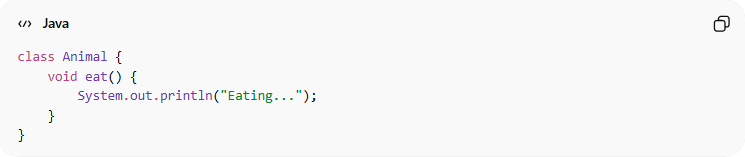 Java
class Animal {
    void eat() {
        System.out.println("Eating...");
    }
}